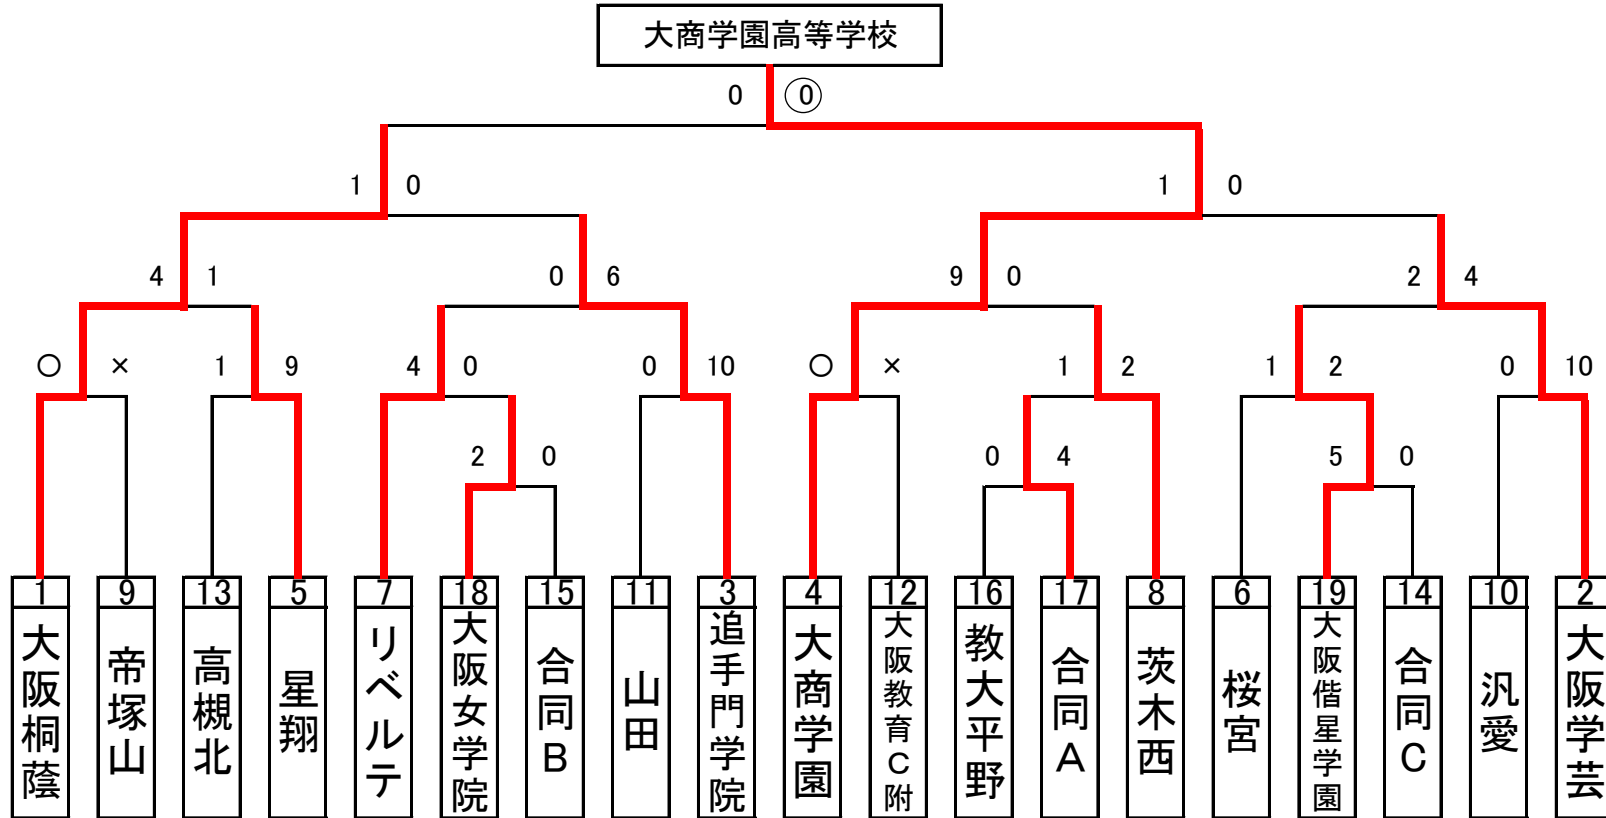 大商学園高等学校
0 0
1 0 1 0
4 1 0 6 9 0 2 4
○ × 1 9 4 0 0 10 ○ × 1 2 1 2 0 10
2 0 0 4 5 0
1 9 13 5 7 18 15 11 3 4 12 16 17 8 6 19 14 10 2
大阪桐蔭
帝塚山
高槻北
星翔
リベルテ
大阪女学院
合同B
山田
追手門学院
大商学園
大阪教育C附
教大平野
合同A
茨木西
桜宮
大阪偕星学園
合同C
汎愛
大阪学芸